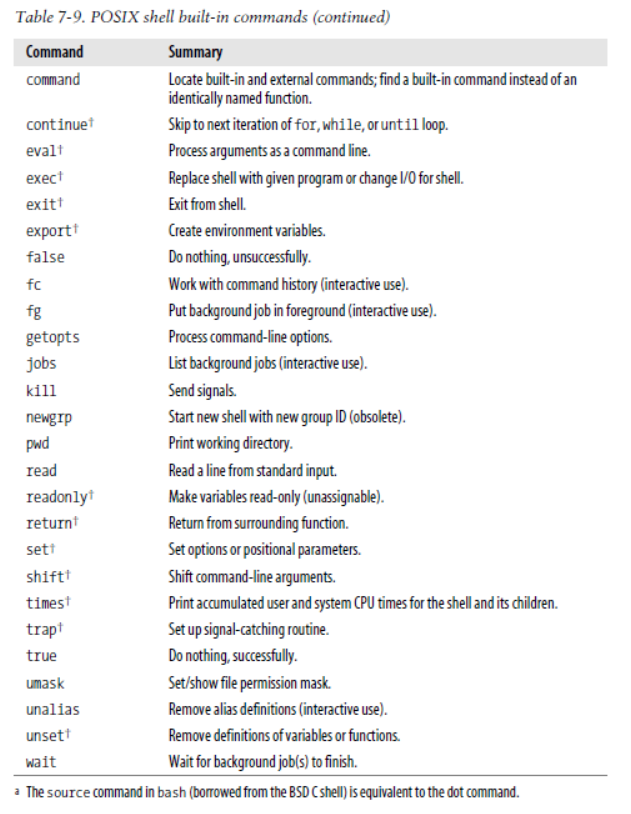 Table 7-9. POSIX shell built-in commands (continued)
Command Summary
command Locate built-in and external commands; find a built-in command instead of an
identically named function.
continue† Skip to next iteration of for, while, or until loop.
eval† Process arguments as a command line.
exec† Replace shell with given program or change I/O for shell.
exit† Exit from shell.
export† Create environment variables.
false Do nothing, unsuccessfully.
fc Work with command history (interactive use).
fg Put background job in foreground (interactive use).
getopts Process command-line options.
jobs List background jobs (interactive use).
kill Send signals.
newgrp Start new shell with new group ID (obsolete).
pwd Print working directory.
read Read a line from standard input.
readonly† Make variables read-only (unassignable).
return† Return from surrounding function.
set† Set options or positional parameters.
shift† Shift command-line arguments.
times† Print accumulated user and system CPU times for the shell and its children.
trap† Set up signal-catching routine.
true Do nothing, successfully.
umask Set/show file permission mask.
unalias Remove alias definitions (interactive use).
unset† Remove definitions of variables or functions.
wait Wait for background job(s) to finish.
a The source command in bash (borrowed from the BSD C shell) is equivalent to the dot command.